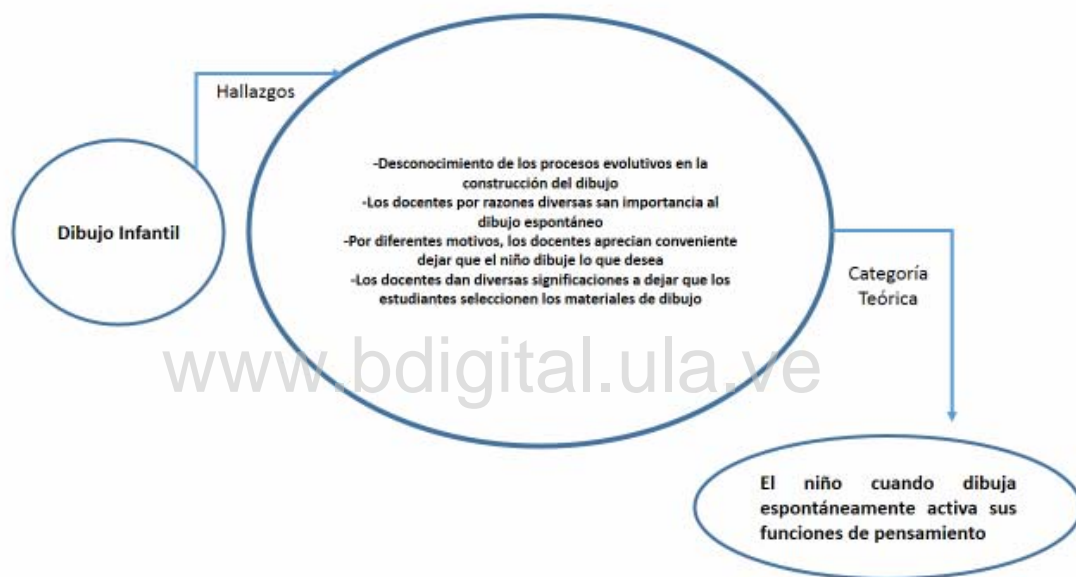 Hallazgos
Dibujo Infantil
-Desconocimiento de los procesos evolutivos en la
construcción del dibujo
-Los docentes por razones diversas san importancia al
dibujo espontáneo
-Por diferentes motivos, los docentes aprecian conveniente
dejar que el niño dibuje lo que desea
-Los docentes dan diversas significaciones a dejar que los
estudiantes seleccionen los materiales de dibujo
Categoría
Teórica
www.bdigital.ula.ve
El niño cuando dibuja
espontáneamente activa sus
funciones de pensamiento